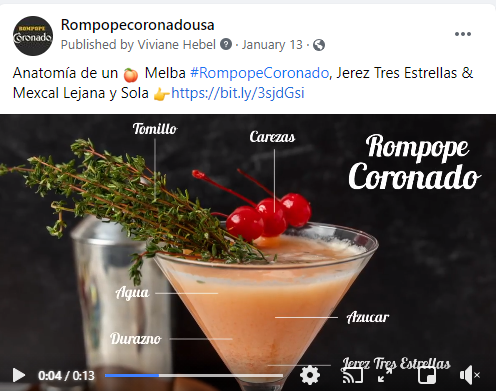 ROMPOPE
Coronado
Rompopecoronadousa
Published by Viviane Hebel ? · January 13 ·
Anatomía de un 🍑 Melba #RompopeCoronado, Jerez Tres Estrellas &
Mexcal Lejana y Sola 👉https://bit.ly/3sjdGsi
Tomillo
Carezas
Rompope
Coronado
Agua
Azucar
Durazno
Jerez Tres Estrellas
0:04 / 0:13